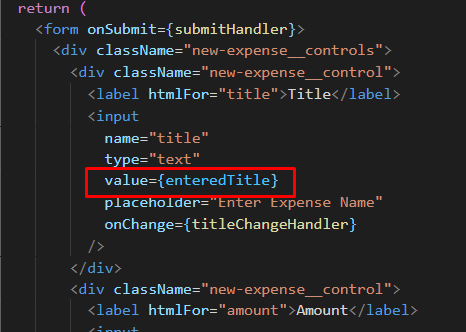 return (
<form onSubmit={submitHandler}>
<div className="new-expense__controls">
<div className="new-expense__control">
<label htmlFor="title">Title</label>
<input
name="title"
type="text"
value={enteredTitle}
placeholder="Enter Expense Name"
onChange={titleChangeHandler}
/>
</div>
<div className="new-expense__control">
<label htmlFor="amount">Amount</label>
<input